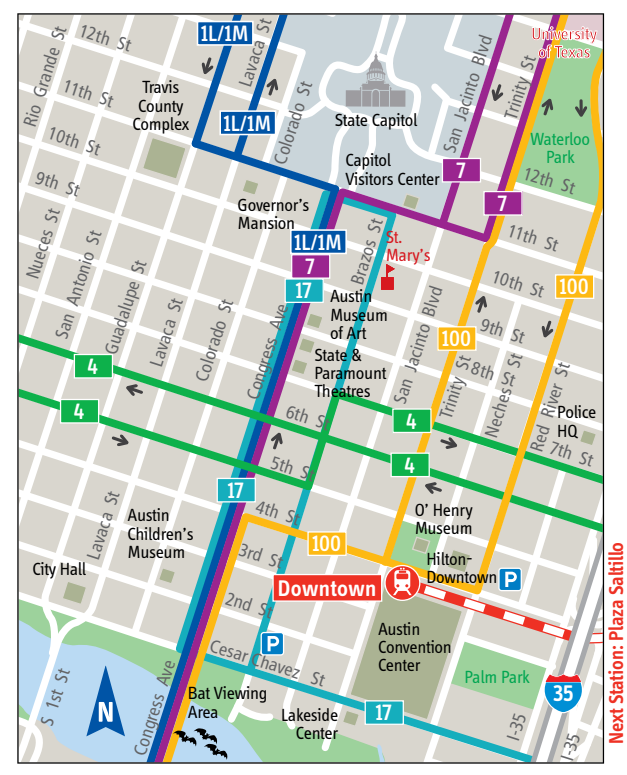 12th St
1L/1M
Lavaca St
San Jacinto Blvd
University
of Texas
Trinity St
Rio Grande St
11th St
Travis
County
Complex
1L/1M
Colorado St
State Capitol
10th St
Waterloo
Park
Capitol
Visitors Center
7
12th St
9th St
Governor's
Mansion
7
11th St
Nueces St
San Antonio St
Guadalupe St
Lavaca St
Colorado St
Congress Ave
1L/1M
7
17
Brazos St
St.
Mary's
10th St
100
Austin
Museum
of Art
San Jacinto Blvd
100
9th St
State &
Paramount
Theatres
Trinity St
8th St
Neches St
Red River St
4
4
6th St
4
Police
HQ
7th St
5th St
4
17
4th St
O' Henry
Museum
Lavaca St
Austin
Children's
Museum
100
3rd St
Hilton-
Downtown
P
City Hall
Downtown
2nd St
Austin
Convention
Center
P
Cesar Chavez St
Palm Park
35
S 1st St
N
Congress Ave
Bat Viewing
Area
Lakeside
Center
17
I-35
I-35
Next Station: Plaza Saltillo